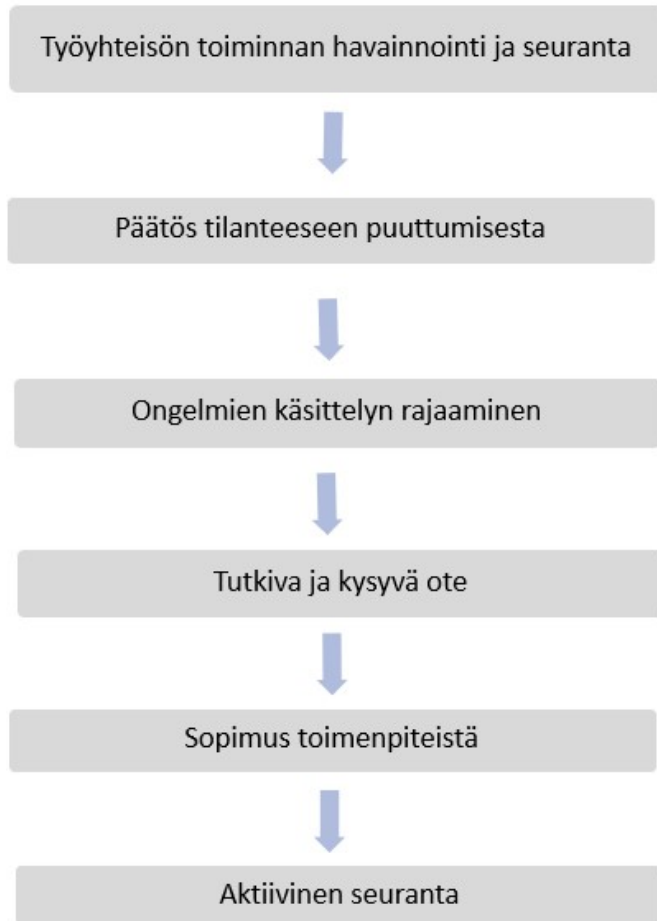 Työyhteisön toiminnan havainnointi ja seuranta
Päätös tilanteeseen puuttumisesta
Ongelmien käsittelyn rajaaminen
Tutkiva ja kysyvä ote
Sopimus toimenpiteistä
Aktiivinen seuranta